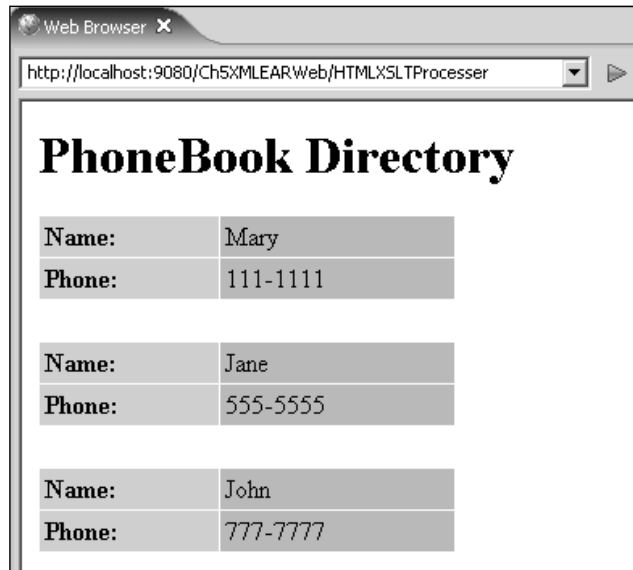 Web Browser
http://localhost:9080/Ch5XMLEARWeb/HTMLXSLTProcesser
PhoneBook Directory
Name: Mary
Phone: 111-1111
Name: Jane
Phone: 555-5555
Name: John
Phone: 777-7777